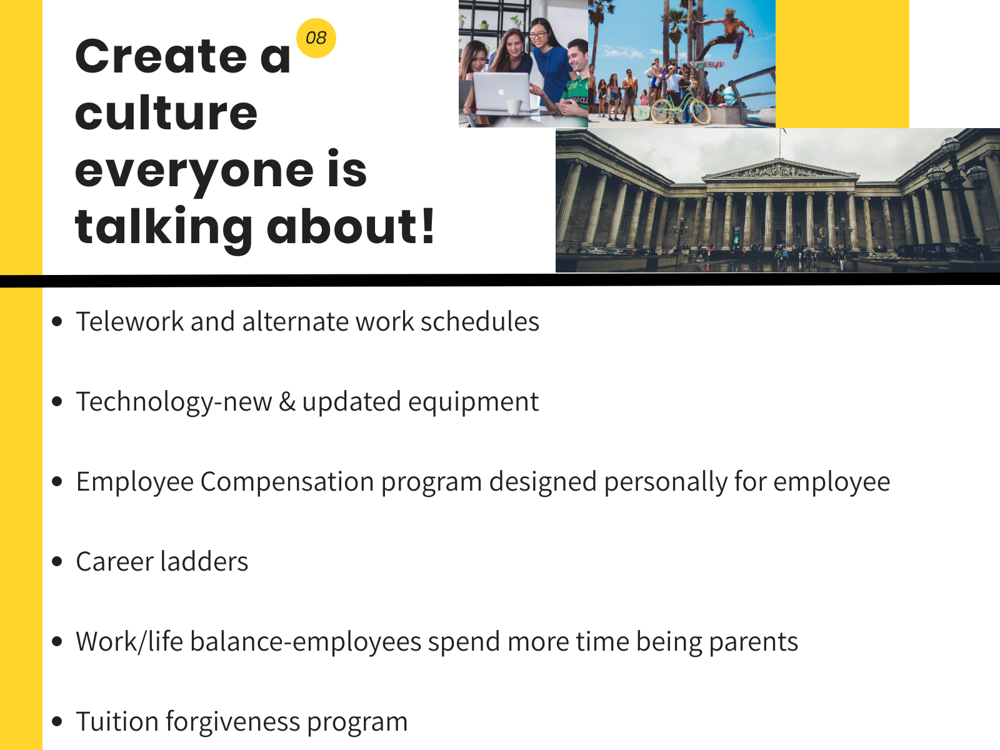 Create a
08
culture
everyone is
talking about!
• Telework and alternate work schedules
• Technology-new & updated equipment
• Employee Compensation program designed personally for employee
• Career ladders
• Work/life balance-employees spend more time being parents
• Tuition forgiveness program